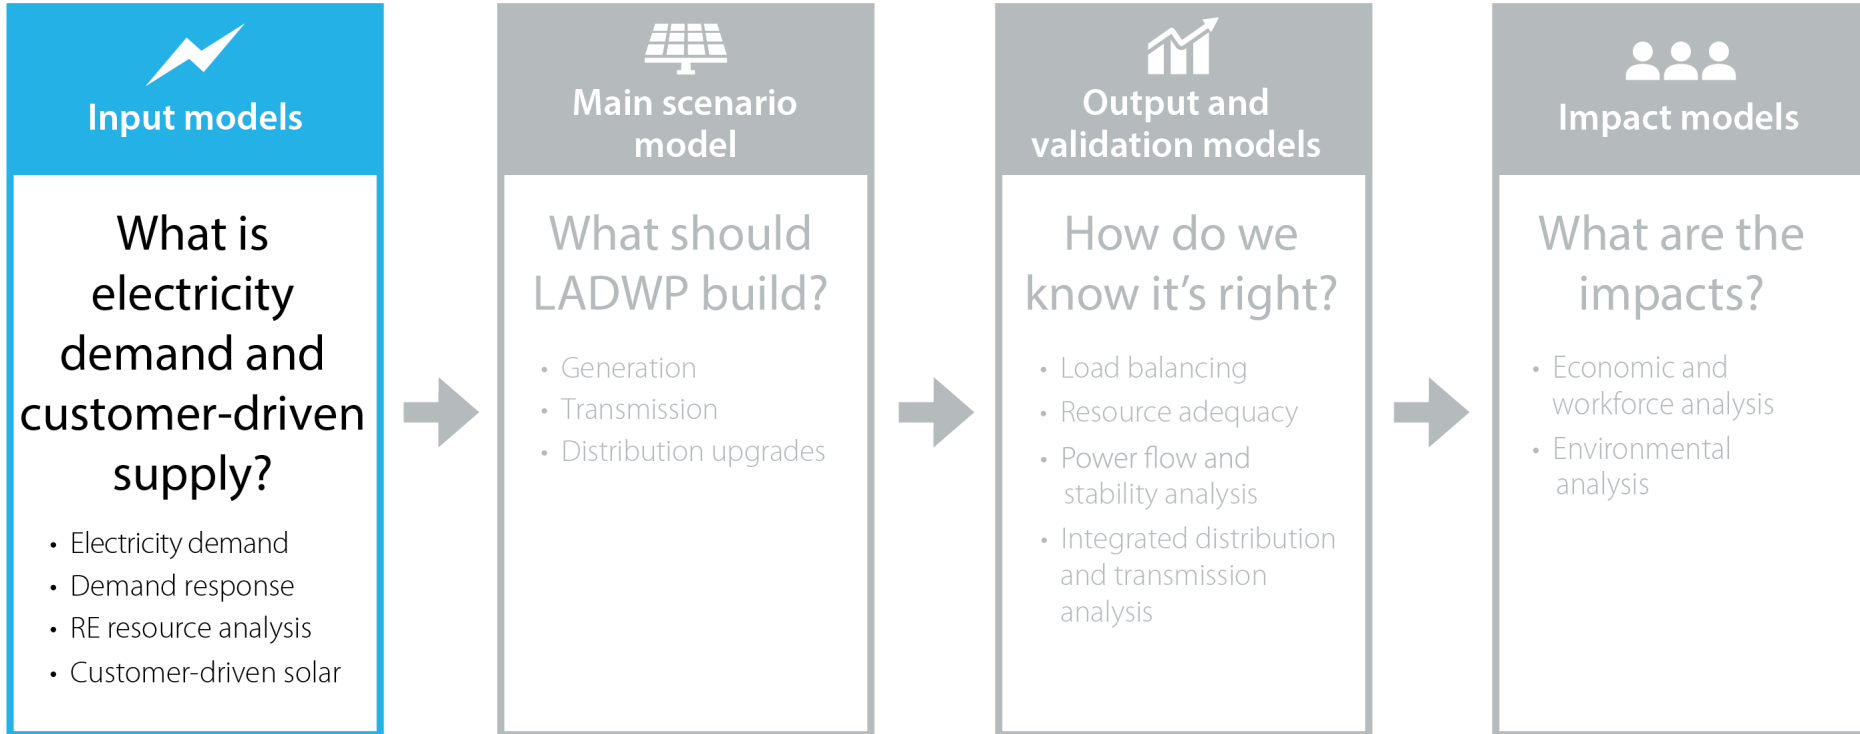 Input models
What is
electricity
demand and
customer-driven
supply?
• Electricity demand
• Demand response
• RE resource analysis
• Customer-driven solar
Main scenario
model
What should
LADWP build?
• Generation
• Transmission
• Distribution upgrades
Output and
validation models
How do we
know it's right?
• Load balancing
• Resource adequacy
• Power flow and
stability analysis
• Integrated distribution
and transmission
analysis
Impact models
What are the
impacts?
• Economic and
workforce analysis
• Environmental
analysis